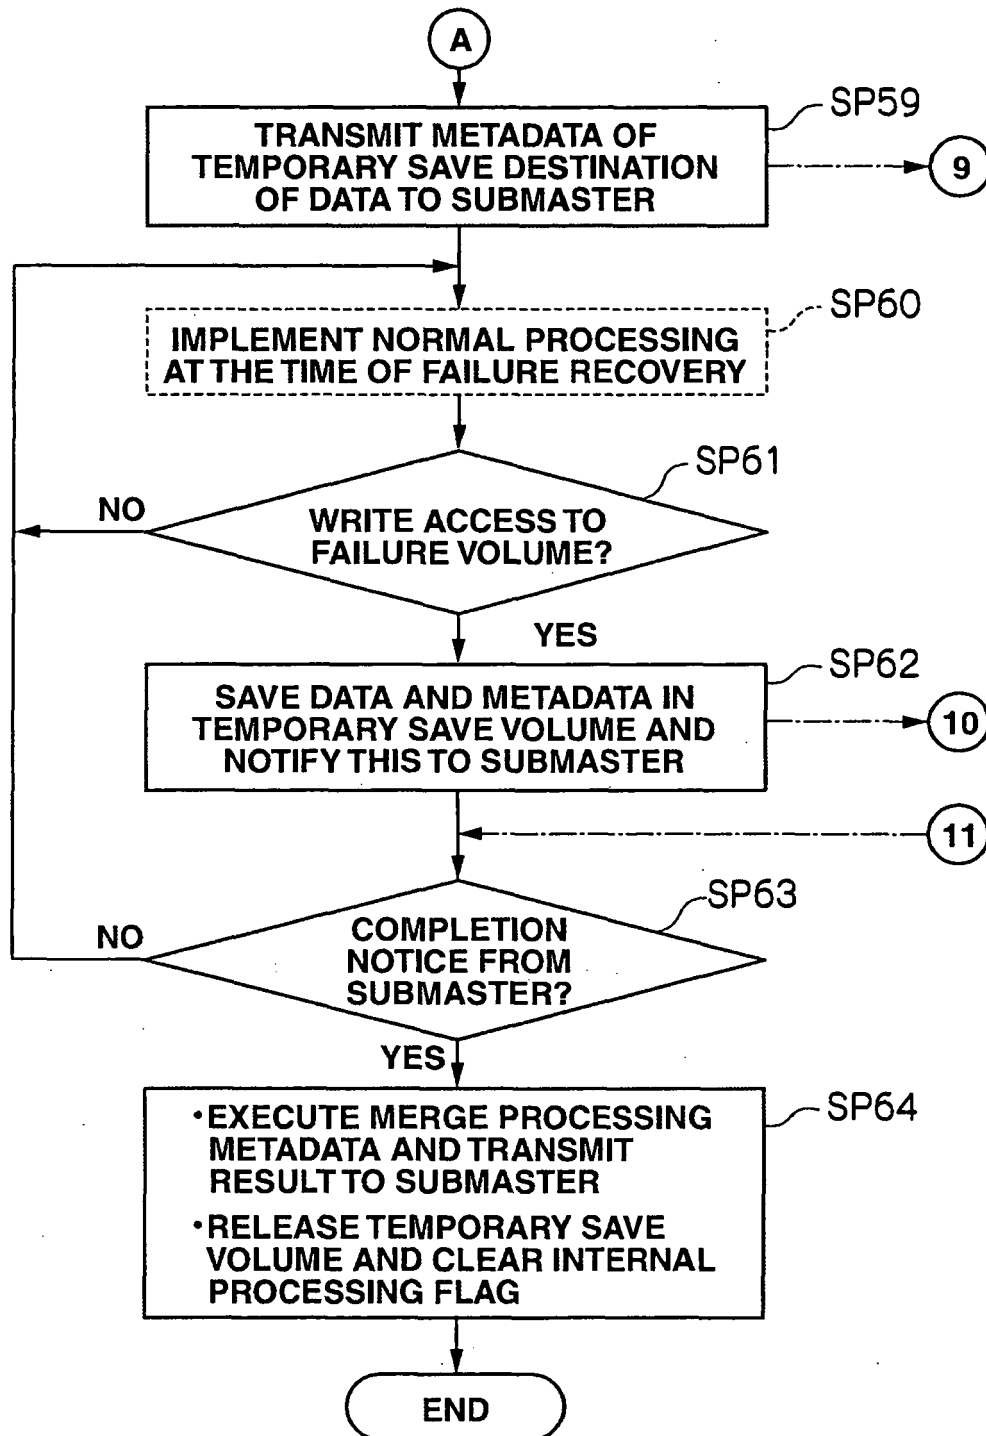 A
SP59
TRANSMIT METADATA OF
TEMPORARY SAVE DESTINATION
OF DATA TO SUBMASTER
9
SP60
IMPLEMENT NORMAL PROCESSING
AT THE TIME OF FAILURE RECOVERY
SP61
NO
WRITE ACCESS TO
FAILURE VOLUME?
YES
SP62
SAVE DATA AND METADATA IN
TEMPORARY SAVE VOLUME AND
NOTIFY THIS TO SUBMASTER
10
11
SP63
NO
COMPLETION
NOTICE FROM
SUBMASTER?
YES
SP64
•EXECUTE MERGE PROCESSING
METADATA AND TRANSMIT
RESULT TO SUBMASTER
•RELEASE TEMPORARY SAVE
VOLUME AND CLEAR INTERNAL
PROCESSING FLAG
END